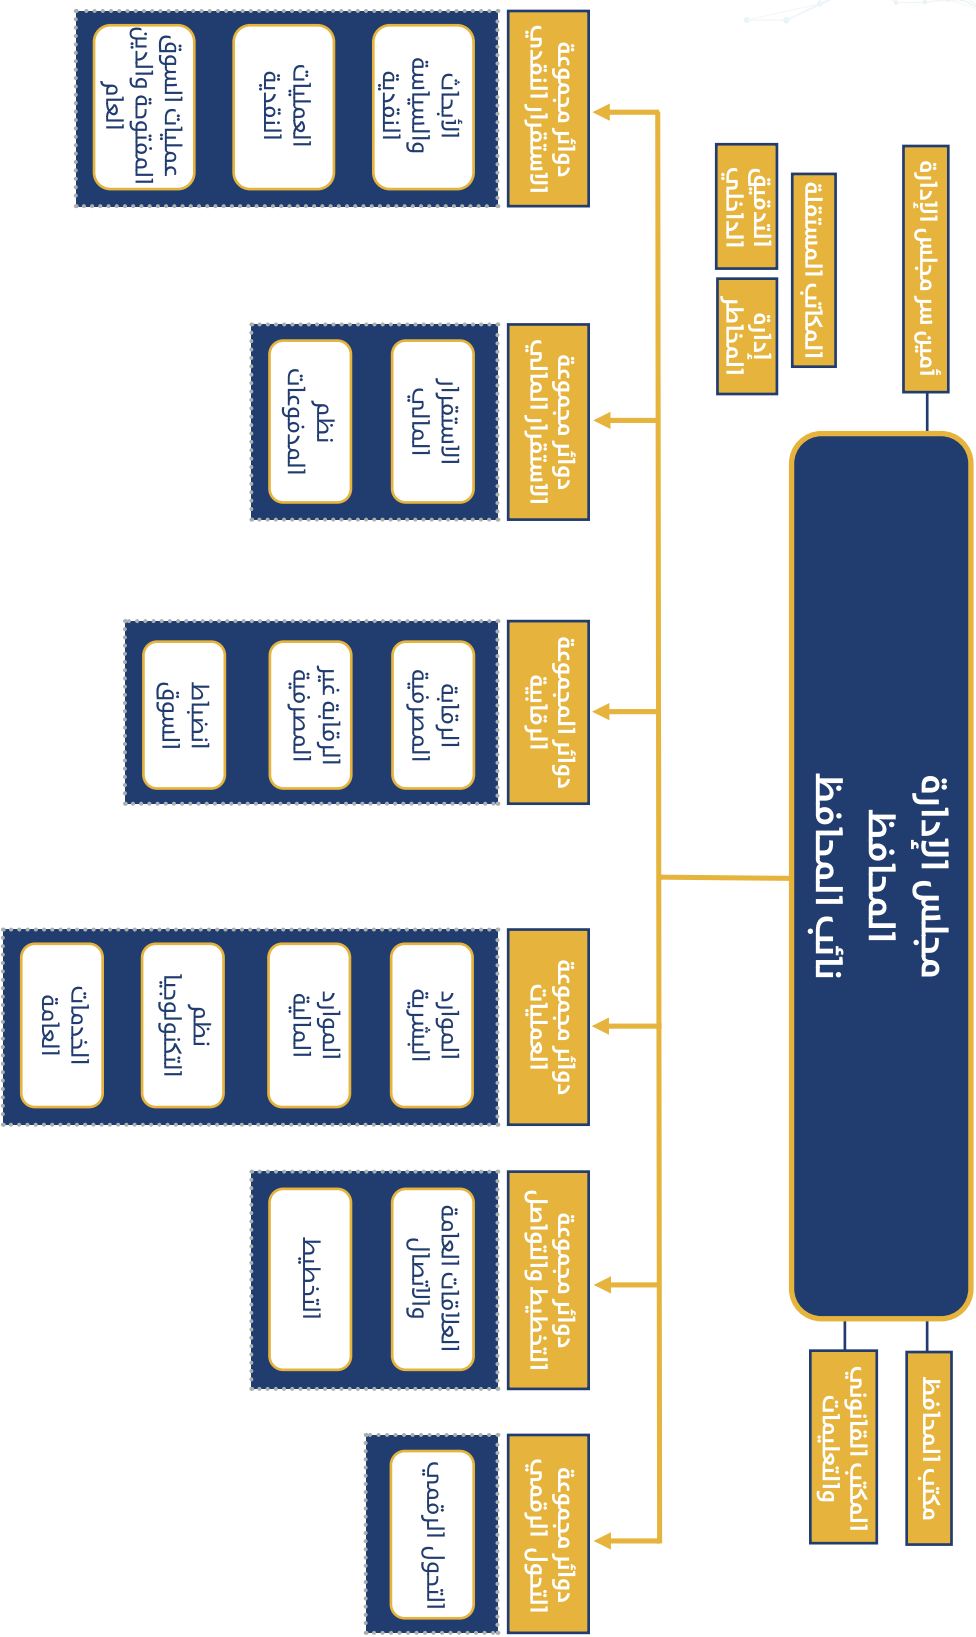 مجلس الإدارة
المحافظ
نائب المحافظ
أمين سر مجلس الإدارة
مكتب المحافظ
المكتب القانوني
والتعليمات
المكاتب المستقلة
التدقيق
الداخلي
إدارة
المخاطر
دوائر مجموعة
الاستقرار النقدي
الأبحاث
والسياسة
النقدية
العمليات
النقدية
عمليات السوق
المفتوحة والدين
العام
دوائر مجموعة
الاستقرار المالي
الاستقرار
المالي
نظم
المدفوعات
دوائر المجموعة
الرقابية
الرقابة
المصرفية
الرقابة غير
المصرفية
انضباط
السوق
دوائر مجموعة
العمليات
الموارد
البشرية
الموارد
المالية
نظم
التكنولوجيا
الخدمات
العامة
دوائر مجموعة
التخطيط والتواصل
العلاقات العامة
والاتصال
التخطيط
دوائر مجموعة
التحول الرقمي
التحول الرقمي